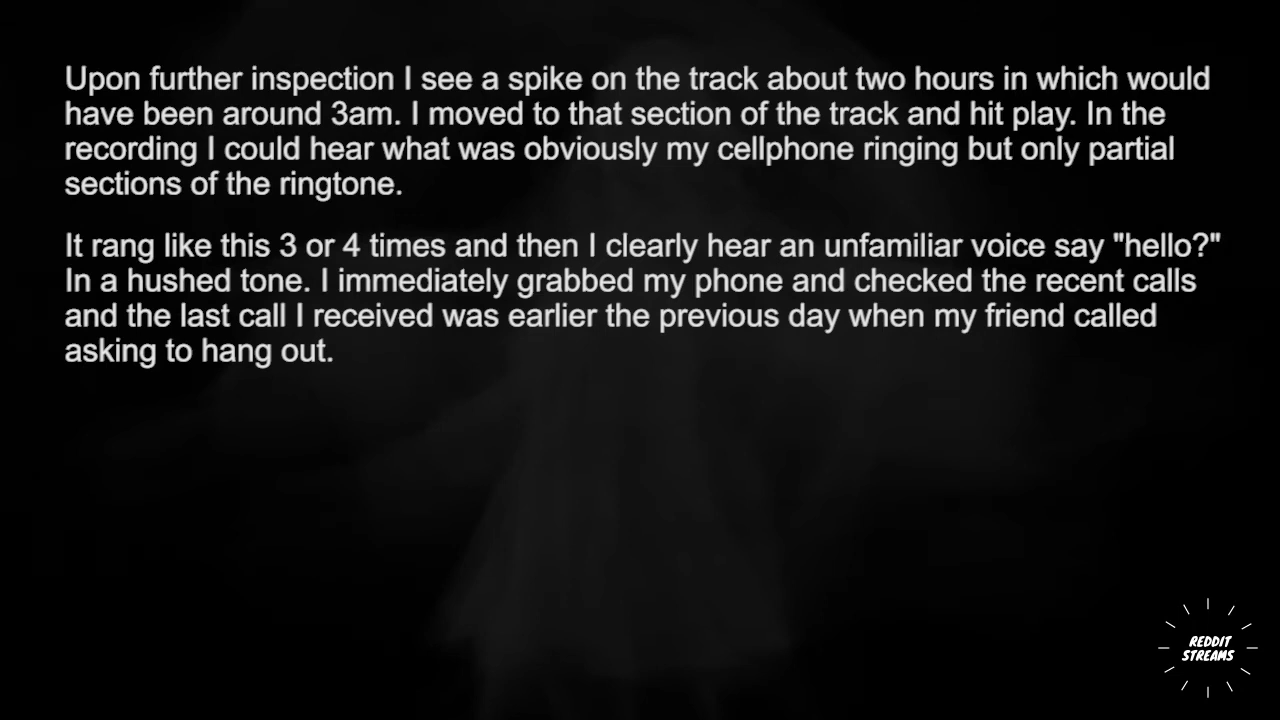 Upon further inspection I see a spike on the track about two hours in which would
have been around 3am. I moved to that section of the track and hit play. In the
recording I could hear what was obviously my cellphone ringing but only partial
sections of the ringtone.
It rang like this 3 or 4 times and then I clearly hear an unfamiliar voice say "hello?"
In a hushed tone. I immediately grabbed my phone and checked the recent calls
and the last call I received was earlier the previous day when my friend called
asking to hang out.
REDDIT
STREAMS